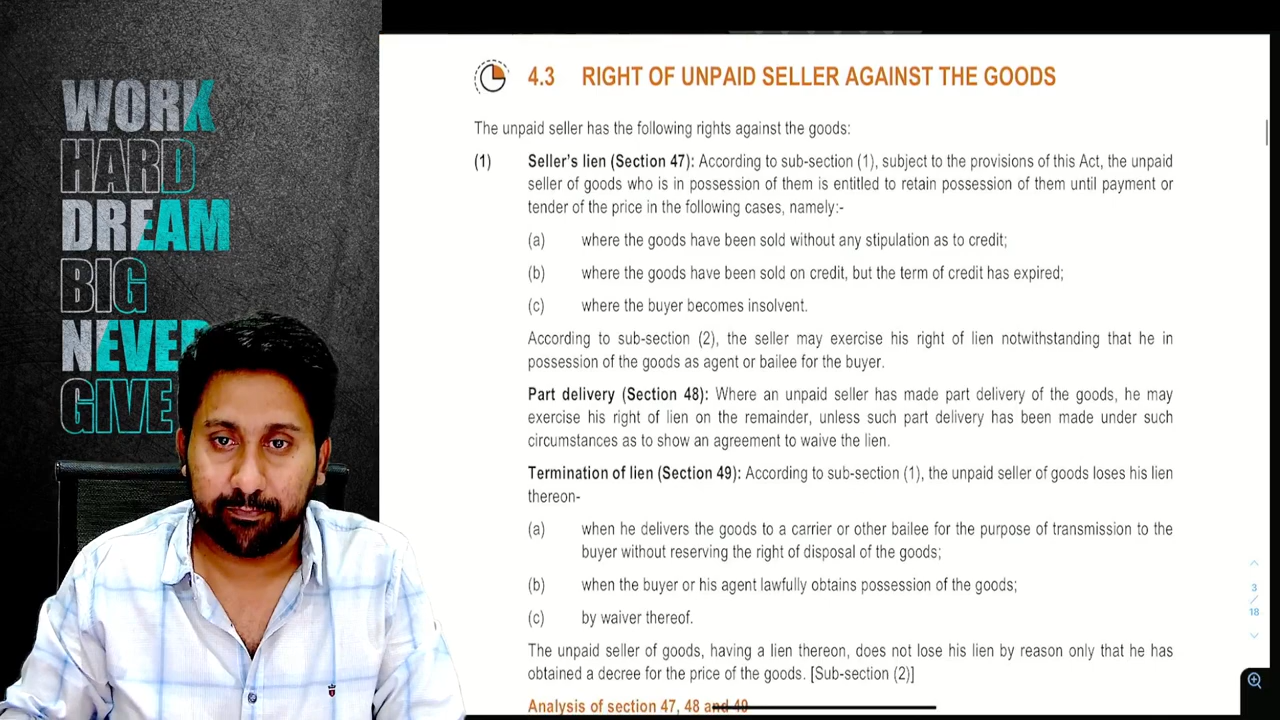 WORK
HARD
DREAM
BIG
NEVER
GIVE
4.3 RIGHT OF UNPAID SELLER AGAINST THE GOODS
The unpaid seller has the following rights against the goods:
(1) Seller's lien (Section 47): According to sub-section (1), subject to the provisions of this Act, the unpaid
seller of goods who is in possession of them is entitled to retain possession of them until payment or
tender of the price in the following cases, namely:-
(a) where the goods have been sold without any stipulation as to credit;
(b) where the goods have been sold on credit, but the term of credit has expired;
(c) where the buyer becomes insolvent.
According to sub-section (2), the seller may exercise his right of lien notwithstanding that he in
possession of the goods as agent or bailee for the buyer.
Part delivery (Section 48): Where an unpaid seller has made part delivery of the goods, he may
exercise his right of lien on the remainder, unless such part delivery has been made under such
circumstances as to show an agreement to waive the lien.
Termination of lien (Section 49): According to sub-section (1), the unpaid seller of goods loses his lien
thereon-
(a) when he delivers the goods to a carrier or other bailee for the purpose of transmission to the
buyer without reserving the right of disposal of the goods;
(b) when the buyer or his agent lawfully obtains possession of the goods;
(c) by waiver thereof.
The unpaid seller of goods, having a lien thereon, does not lose his lien by reason only that he has
obtained a decree for the price of the goods. [Sub-section (2)]
Analysis of section 47, 48 and 49
3
/
18